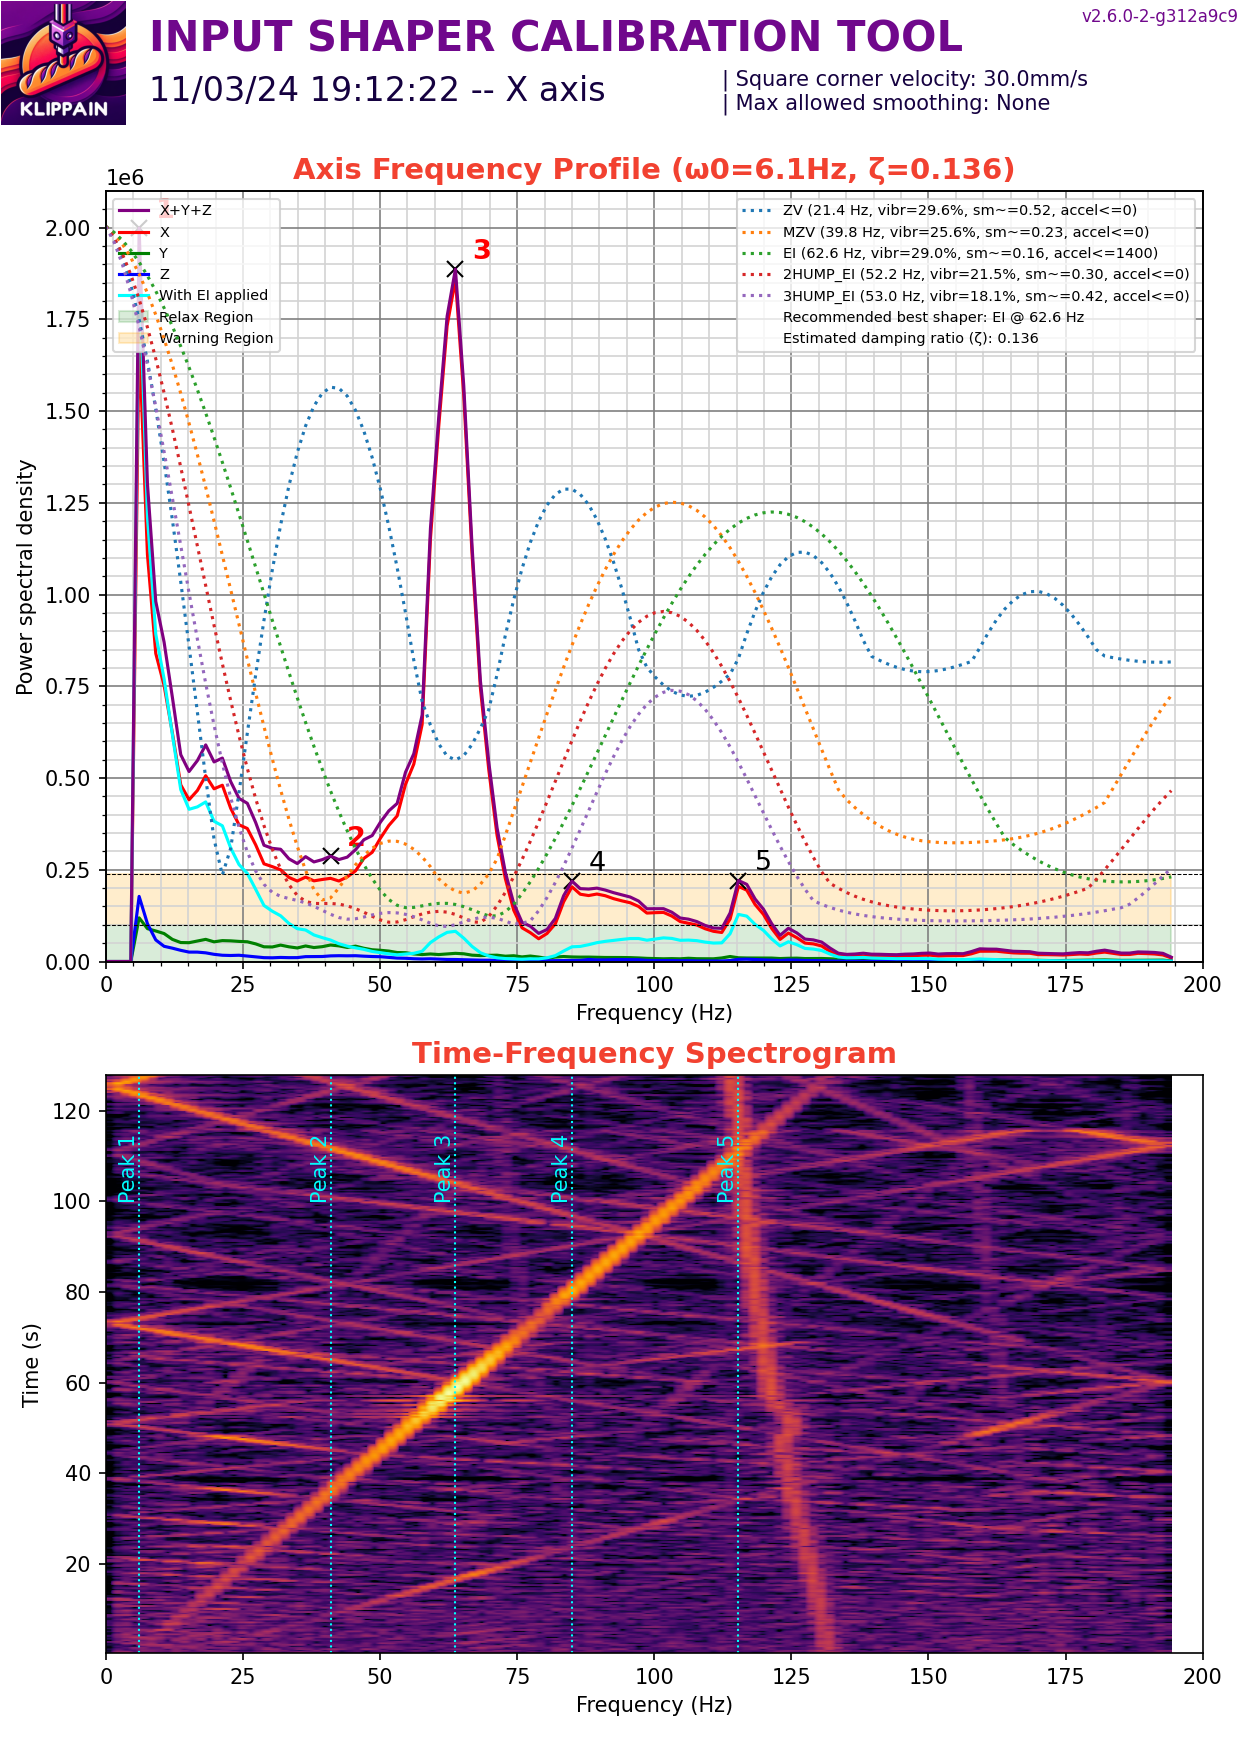 v2.6.0-2-g312a9c9
INPUT SHAPER CALIBRATION TOOL
11/03/24 19:12:22 -- X axis
| Square corner velocity: 30.0mm/s
| Max allowed smoothing: None
KLIPPAIN
Axis Frequency Profile (ω0=6.1Hz, ζ=0.136)
1e6
X+Y+Z
X
Y
Z
With EI applied
Relax Region
Warning Region
ZV (21.4 Hz, vibr=29.6%, sm~=0.52, accel<=0)
MZV (39.8 Hz, vibr=25.6%, sm~=0.23, accel<=0)
EI (62.6 Hz, vibr=29.0%, sm~=0.16, accel<=1400)
2HUMP_EI (52.2 Hz, vibr=21.5%, sm~=0.30, accel<=0)
3HUMP_EI (53.0 Hz, vibr=18.1%, sm~=0.42, accel<=0)
Recommended best shaper: EI @ 62.6 Hz
Estimated damping ratio (ζ): 0.136
1
3
2
4
5
2.00
1.75
1.50
1.25
1.00
0.75
0.50
0.25
0.00
Power spectral density
0 25 50 75 100 125 150 175 200
Frequency (Hz)
Time-Frequency Spectrogram
Peak 1
Peak 2
Peak 3
Peak 4
Peak 5
120
100
80
60
40
20
Time (s)
0 25 50 75 100 125 150 175 200
Frequency (Hz)